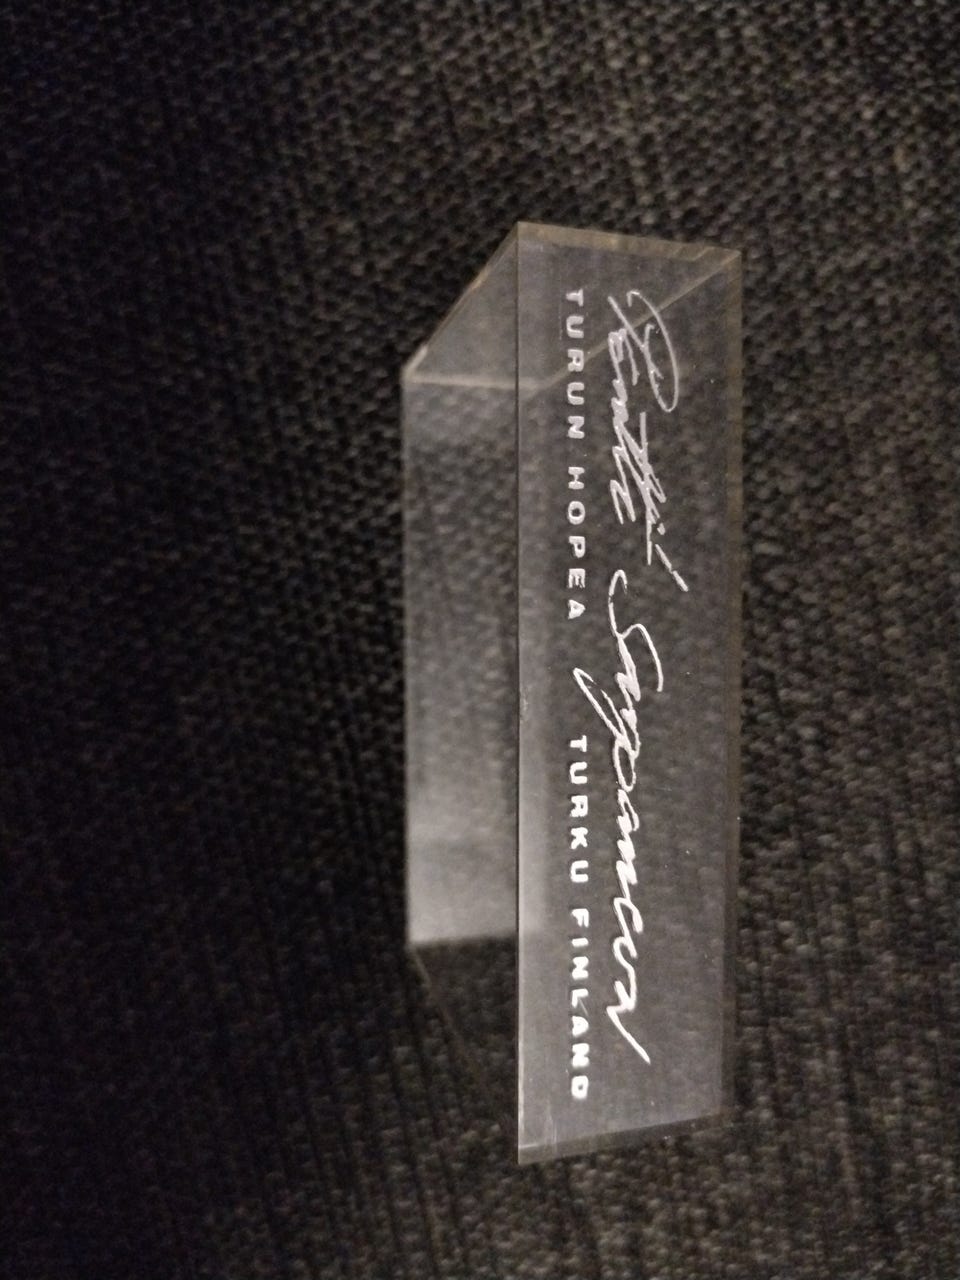 Pentti Sarpaneva
TURUN HOPEA TURKU FINLAND